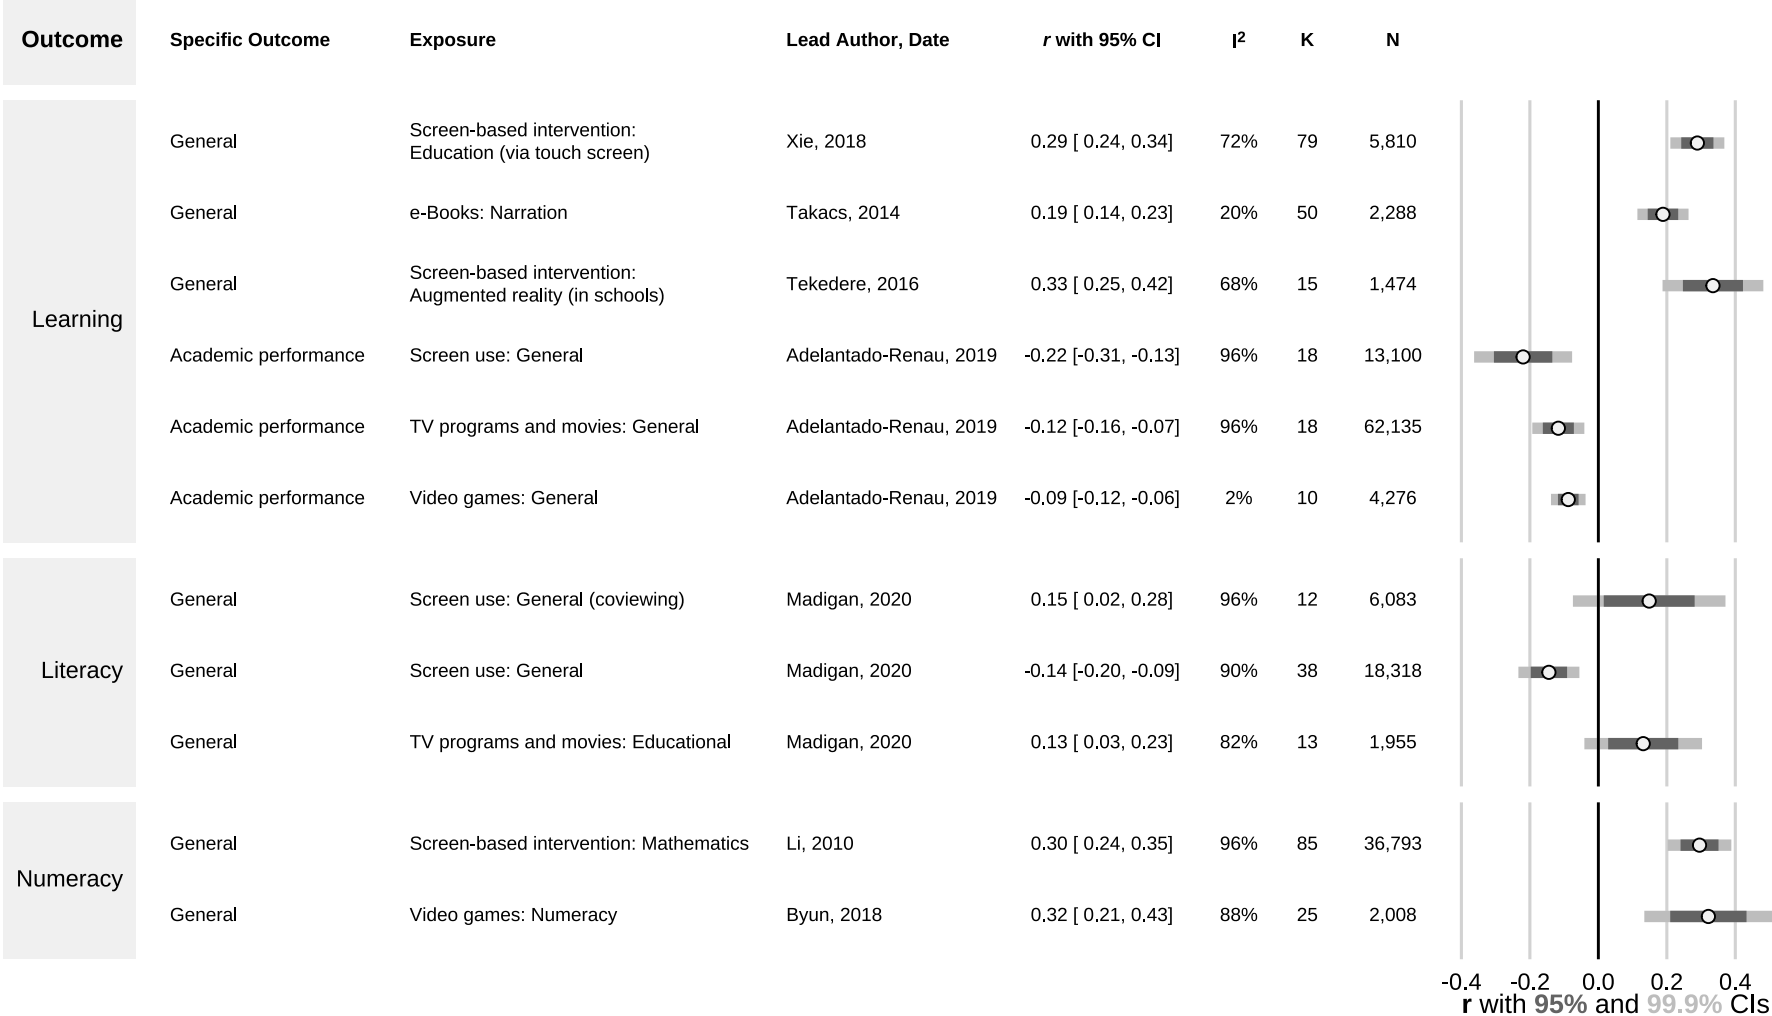 Outcome Specific Outcome Exposure Lead Author, Date r with 95% CI I² K N
Screen-based intervention:
General Education (via touch screen) Xie, 2018 0.29 [ 0.24, 0.34] 72% 79 5,810
General e-Books: Narration Takacs, 2014 0.19 [ 0.14, 0.23] 20% 50 2,288
Screen-based intervention:
General Augmented reality (in schools) Tekedere, 2016 0.33 [ 0.25, 0.42] 68% 15 1,474
Learning
Academic performance Screen use: General Adelantado-Renau, 2019 -0.22 [-0.31, -0.13] 96% 18 13,100
Academic performance TV programs and movies: General Adelantado-Renau, 2019 -0.12 [-0.16, -0.07] 96% 18 62,135
Academic performance Video games: General Adelantado-Renau, 2019 -0.09 [-0.12, -0.06] 2% 10 4,276
General Screen use: General (coviewing) Madigan, 2020 0.15 [ 0.02, 0.28] 96% 12 6,083
Literacy General Screen use: General Madigan, 2020 -0.14 [-0.20, -0.09] 90% 38 18,318
General TV programs and movies: Educational Madigan, 2020 0.13 [ 0.03, 0.23] 82% 13 1,955
General Screen-based intervention: Mathematics Li, 2010 0.30 [ 0.24, 0.35] 96% 85 36,793
Numeracy
General Video games: Numeracy Byun, 2018 0.32 [ 0.21, 0.43] 88% 25 2,008
-0.4 -0.2 0.0 0.2 0.4
r with 95% and 99.9% CIs